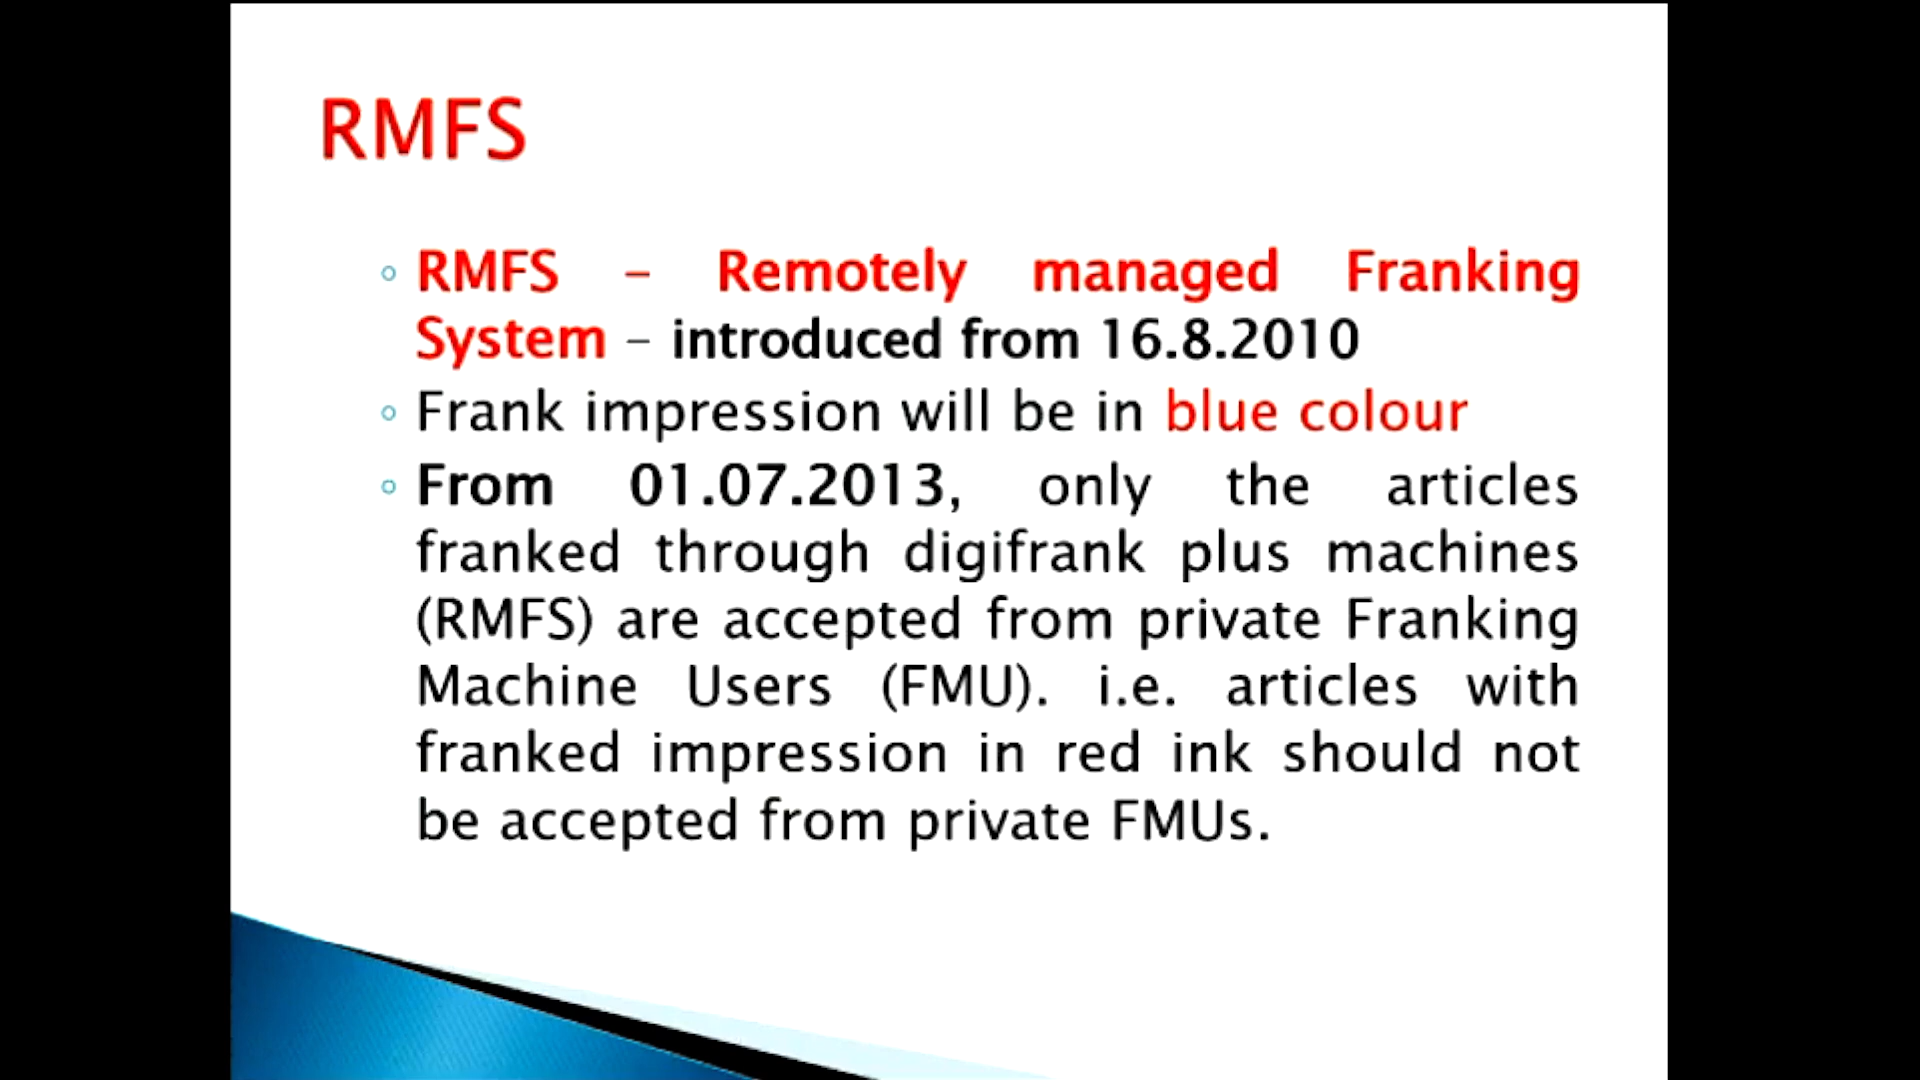 RMFS
RMFS – Remotely managed Franking
System – introduced from 16.8.2010
Frank impression will be in blue colour
From 01.07.2013, only the articles
franked through digifrank plus machines
(RMFS) are accepted from private Franking
Machine Users (FMU). i.e. articles with
franked impression in red ink should not
be accepted from private FMUs.